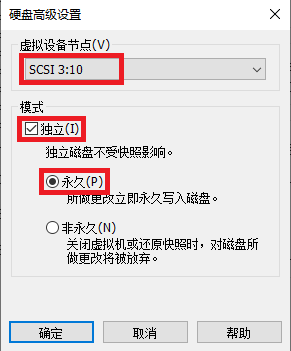 硬盘高级设置
虚拟设备节点(V)
SCSI 3:10
模式
独立(I)
独立磁盘不受快照影响。
永久(P)
所做更改立即永久写入磁盘。
非永久(N)
关闭虚拟机或还原快照时，对磁盘所
做更改将被放弃。
确定 取消 帮助